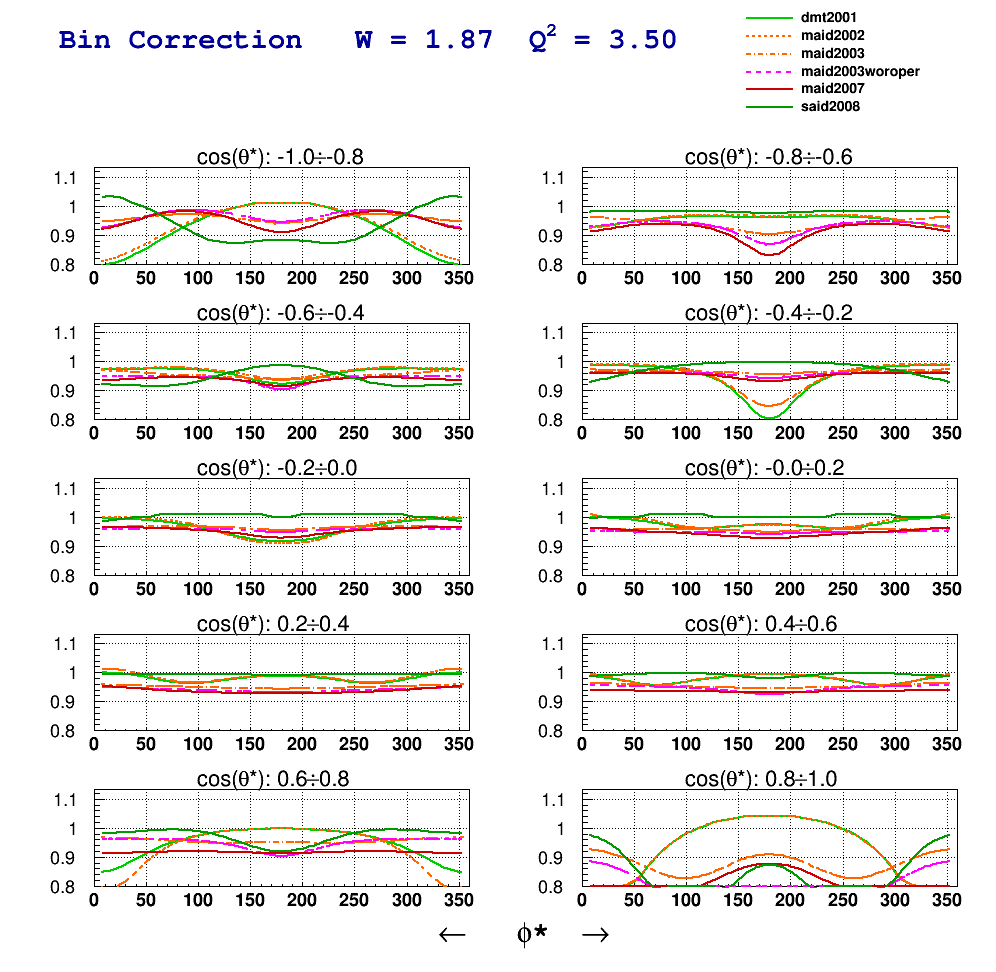 Bin Correction W = 1.87 Q² = 3.50
dmt2001
maid2002
maid2003
maid2003woroper
maid2007
said2008
cos(θ*): -1.0÷-0.8
1.1
1
0.9
0.8
0 50 100 150 200 250 300 350
cos(θ*): -0.8÷-0.6
1.1
1
0.9
0.8
0 50 100 150 200 250 300 350
cos(θ*): -0.6÷-0.4
1.1
1
0.9
0.8
0 50 100 150 200 250 300 350
cos(θ*): -0.4÷-0.2
1.1
1
0.9
0.8
0 50 100 150 200 250 300 350
cos(θ*): -0.2÷0.0
1.1
1
0.9
0.8
0 50 100 150 200 250 300 350
cos(θ*): -0.0÷0.2
1.1
1
0.9
0.8
0 50 100 150 200 250 300 350
cos(θ*): 0.2÷0.4
1.1
1
0.9
0.8
0 50 100 150 200 250 300 350
cos(θ*): 0.4÷0.6
1.1
1
0.9
0.8
0 50 100 150 200 250 300 350
cos(θ*): 0.6÷0.8
1.1
1
0.9
0.8
0 50 100 150 200 250 300 350
cos(θ*): 0.8÷1.0
1.1
1
0.9
0.8
0 50 100 150 200 250 300 350
← ϕ* →